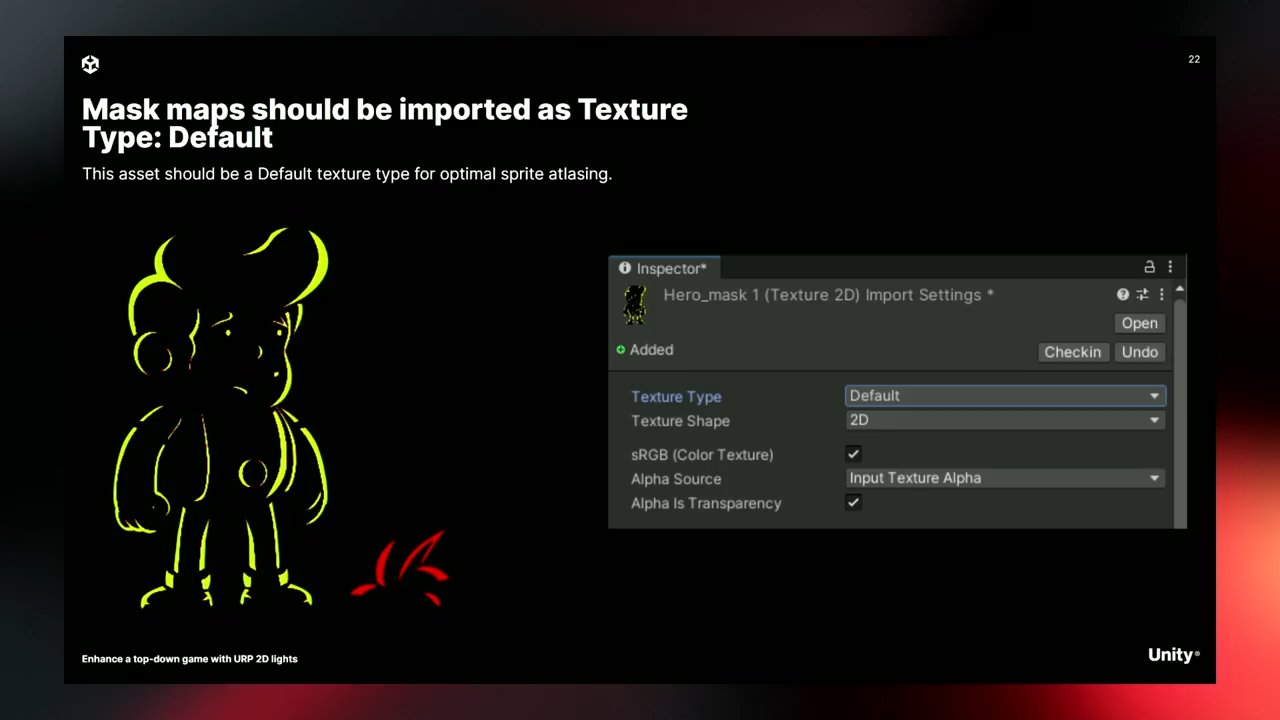 22
Mask maps should be imported as Texture
Type: Default
This asset should be a Default texture type for optimal sprite atlasing.
Inspector*
Hero_mask 1 (Texture 2D) Import Settings *
Open
Added
Checkin
Undo
Texture Type
Default
Texture Shape
2D
sRGB (Color Texture)
Alpha Source
Input Texture Alpha
Alpha Is Transparency
Enhance a top-down game with URP 2D lights
Unity®